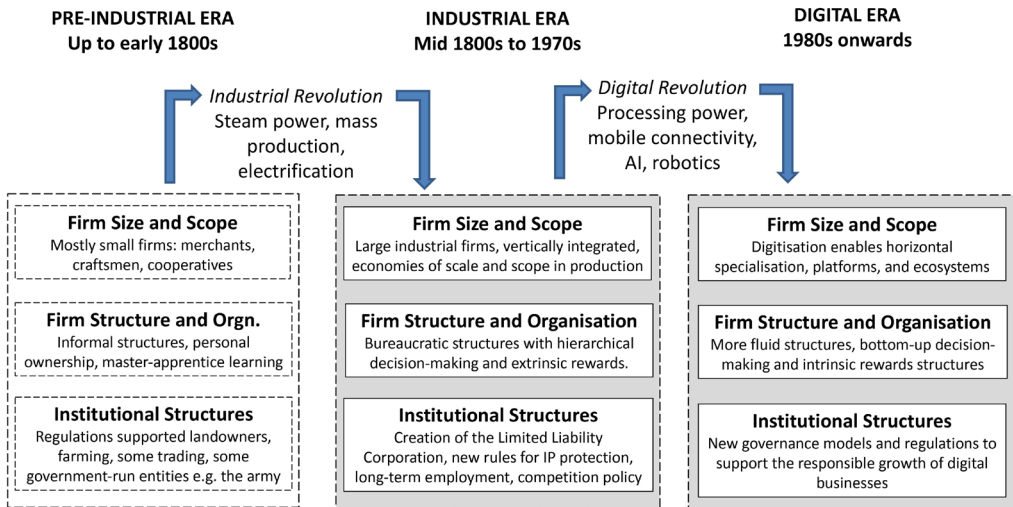 PRE-INDUSTRIAL ERA
Up to early 1800s
INDUSTRIAL ERA
Mid 1800s to 1970s
DIGITAL ERA
1980s onwards
Industrial Revolution
Steam power, mass
production,
electrification
Digital Revolution
Processing power,
mobile connectivity,
AI, robotics
Firm Size and Scope
Mostly small firms: merchants,
craftsmen, cooperatives
Firm Structure and Orgn.
Informal structures, personal
ownership, master-apprentice learning
Institutional Structures
Regulations supported landowners,
farming, some trading, some
government-run entities e.g. the army
Firm Size and Scope
Large industrial firms, vertically integrated,
economies of scale and scope in production
Firm Structure and Organisation
Bureaucratic structures with hierarchical
decision-making and extrinsic rewards.
Institutional Structures
Creation of the Limited Liability
Corporation, new rules for IP protection,
long-term employment, competition policy
Firm Size and Scope
Digitisation enables horizontal
specialisation, platforms, and ecosystems
Firm Structure and Organisation
More fluid structures, bottom-up decision-
making and intrinsic rewards structures
Institutional Structures
New governance models and regulations to
support the responsible growth of digital
businesses